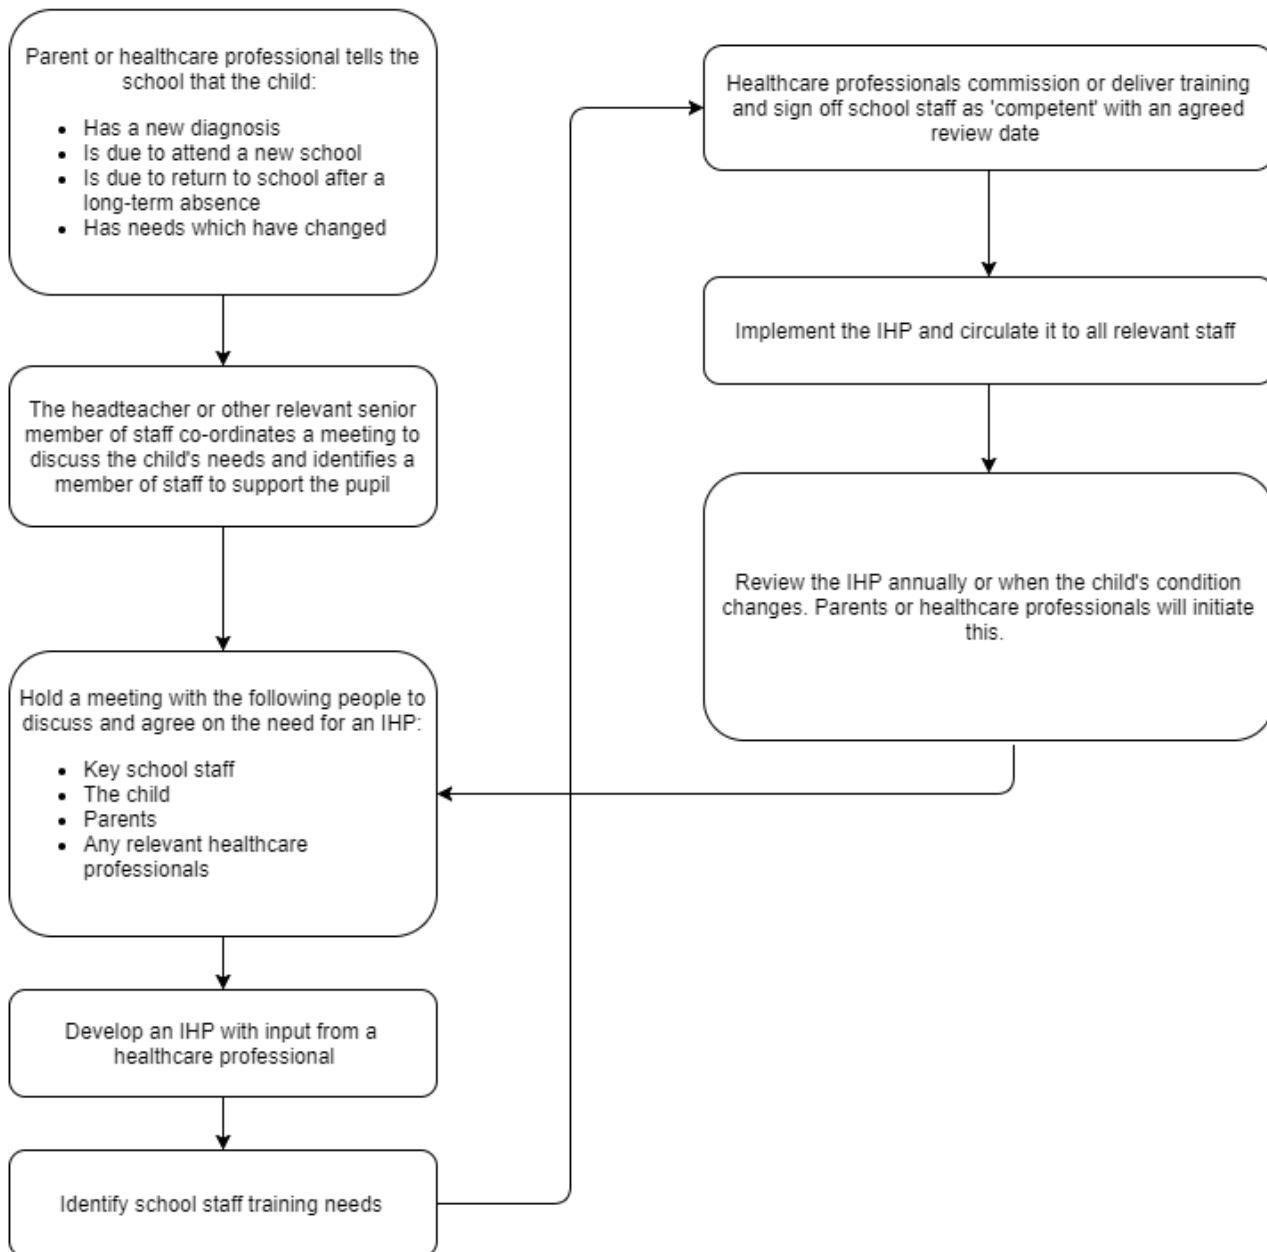 Parent or healthcare professional tells the
school that the child:
• Has a new diagnosis
• Is due to attend a new school
• Is due to return to school after a
long-term absence
• Has needs which have changed
The headteacher or other relevant senior
member of staff co-ordinates a meeting to
discuss the child's needs and identifies a
member of staff to support the pupil
Hold a meeting with the following people to
discuss and agree on the need for an IHP:
• Key school staff
• The child
• Parents
• Any relevant healthcare
professionals
Develop an IHP with input from a
healthcare professional
Identify school staff training needs
Healthcare professionals commission or deliver training
and sign off school staff as 'competent' with an agreed
review date
Implement the IHP and circulate it to all relevant staff
Review the IHP annually or when the child's condition
changes. Parents or healthcare professionals will initiate
this.